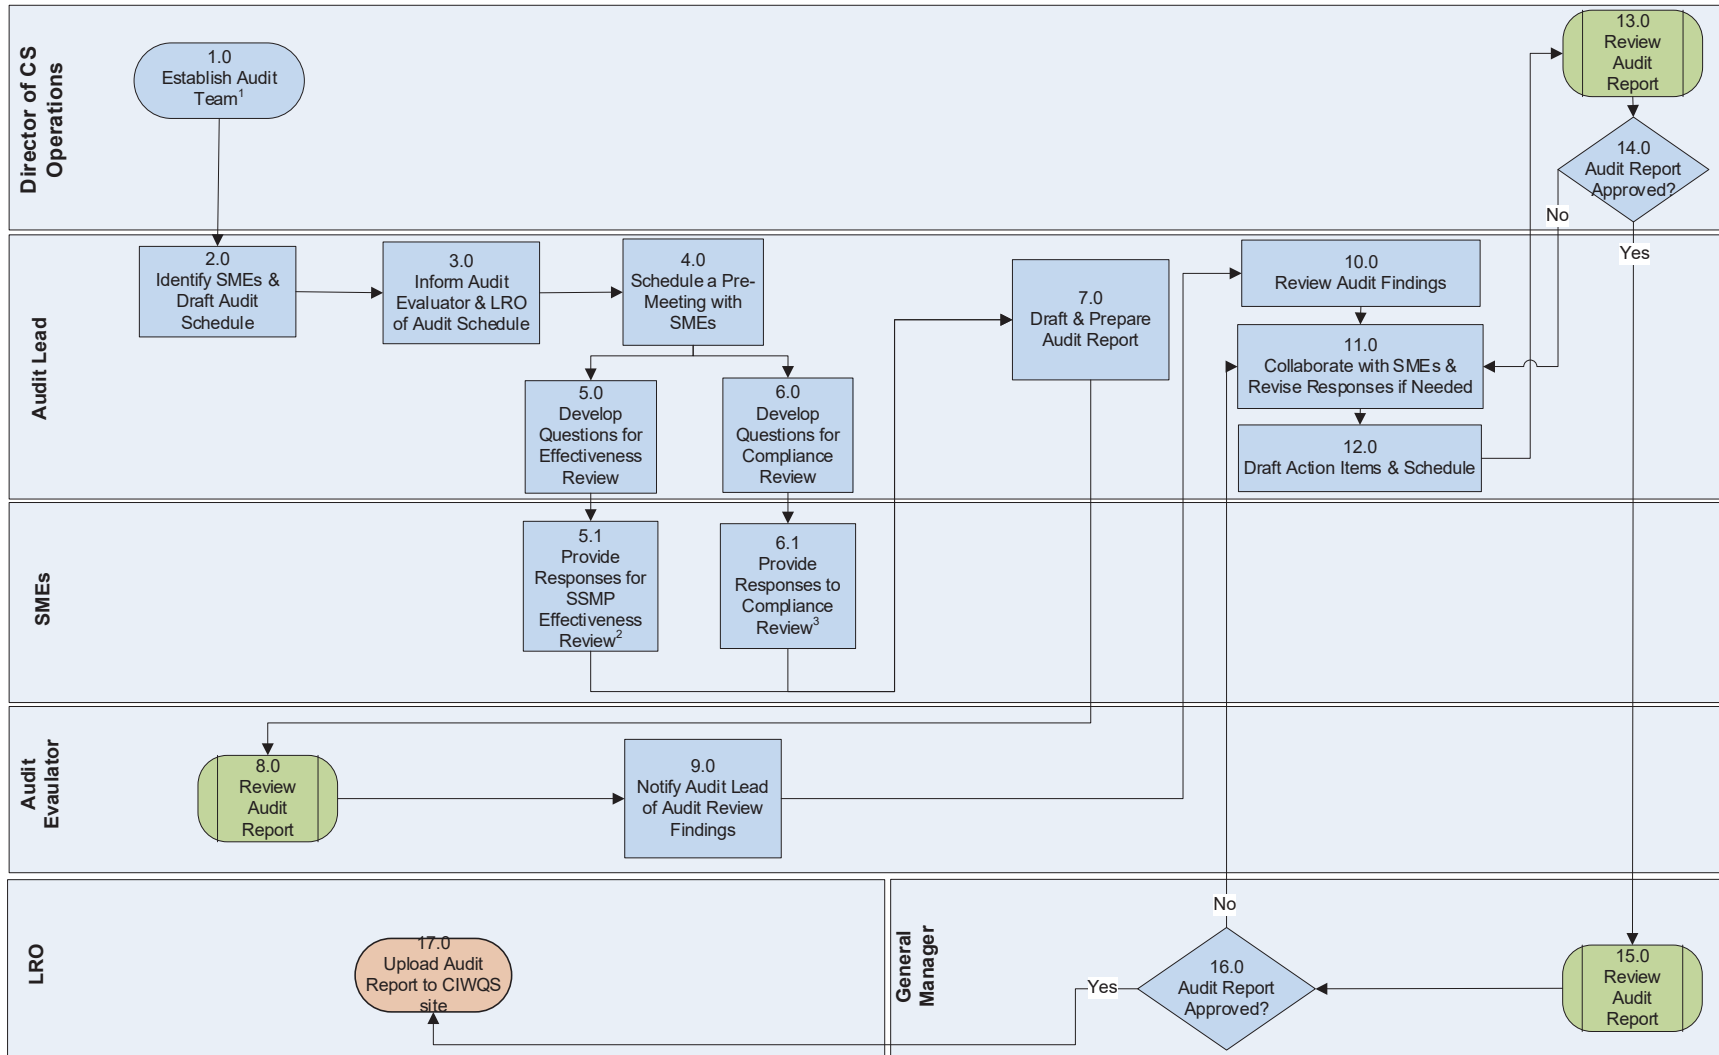 Director of CS
Operations
1.0
Establish Audit
Team1
13.0
Review
Audit
Report
14.0
Audit Report
Approved?
No
Yes
Audit Lead
2.0
Identify SMEs &
Draft Audit
Schedule
3.0
Inform Audit
Evaluator & LRO
of Audit Schedule
4.0
Schedule a Pre-
Meeting with
SMEs
5.0
Develop
Questions for
Effectiveness
Review
6.0
Develop
Questions for
Compliance
Review
7.0
Draft & Prepare
Audit Report
10.0
Review Audit Findings
11.0
Collaborate with SMEs &
Revise Responses if Needed
12.0
Draft Action Items & Schedule
SMEs
5.1
Provide
Responses for
SSMP
Effectiveness
Review2
6.1
Provide
Responses to
Compliance
Review3
Audit
Evaulator
8.0
Review
Audit
Report
9.0
Notify Audit Lead
of Audit Review
Findings
LRO
17.0
Upload Audit
Report to CIWQS
site
General
Manager
No
Yes
16.0
Audit Report
Approved?
15.0
Review
Audit
Report